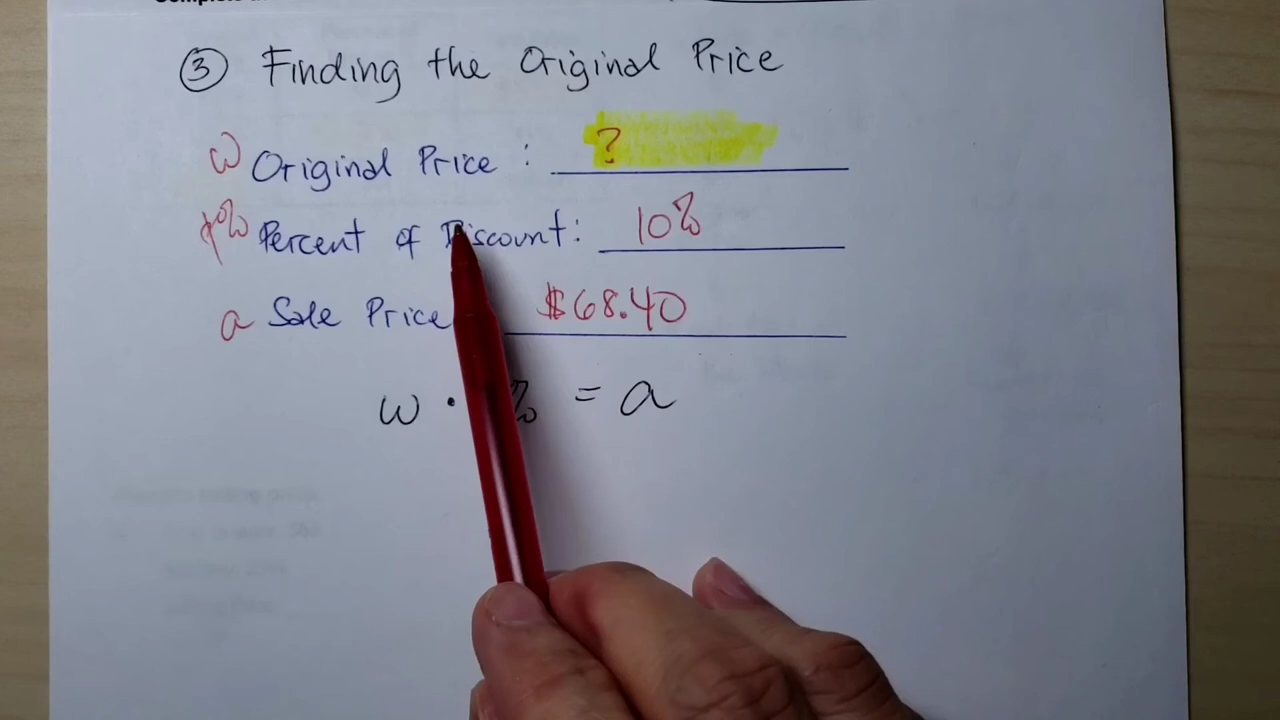 ③ Finding the Original Price
w Original Price : ?
p% Percent of Discount: 10%
a Sale Price $68.40
w · % = a